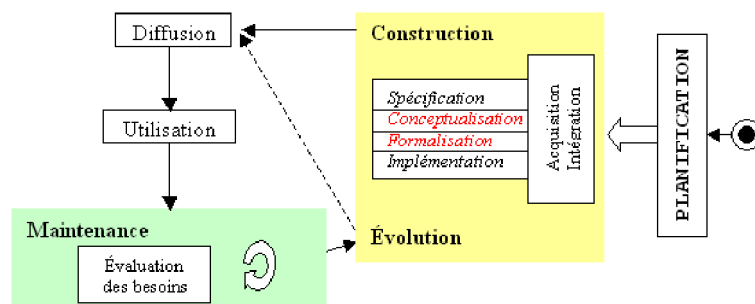 Diffusion
Utilisation
Maintenance
Évaluation
des besoins
Construction
Spécification
Conceptualisation
Formalisation
Implémentation
Acquisition
Intégration
Évolution
PLANIFICATION